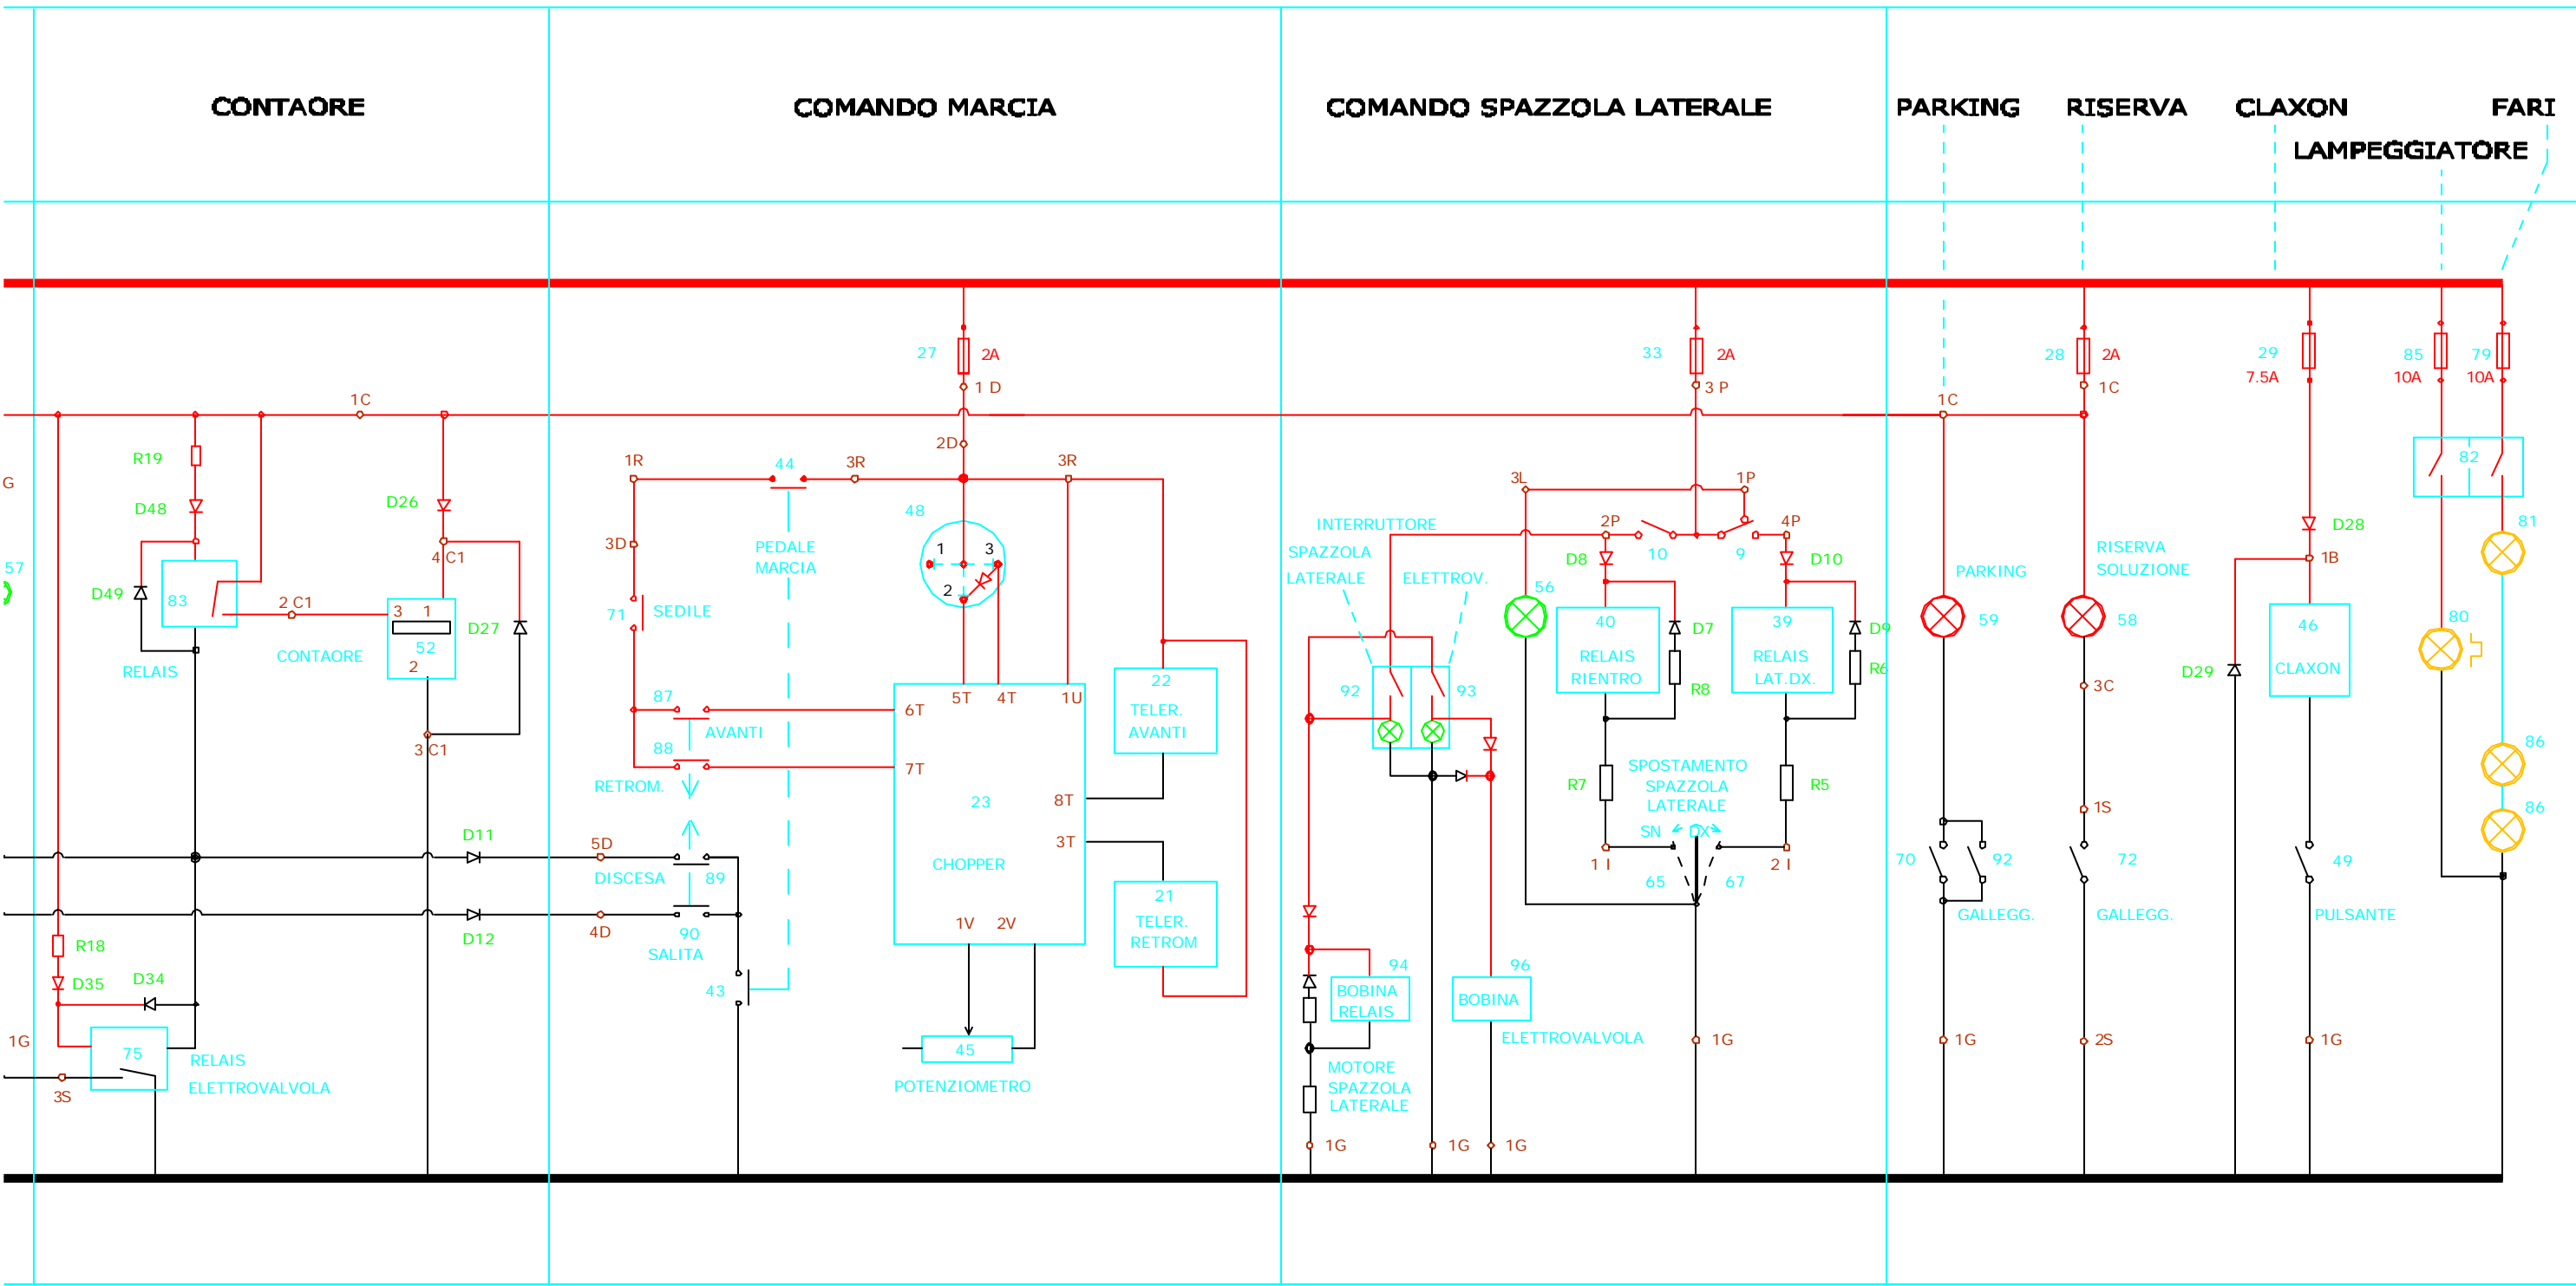 CONTAORE
COMANDO MARCIA
COMANDO SPAZZOLA LATERALE
PARKING
RISERVA
CLAXON
FARI
LAMPEGGIATORE
27
2A
1 D
33
2A
3 P
28
2A
1C
29
7.5A
85
10A
79
10A
1C
1C
G
R19
D48
D26
4 C1
D49
83
2 C1
3 1
52
2
D27
57
CONTAORE
RELAIS
3 C1
D11
D12
R18
D35
D34
1G
75
RELAIS
ELETTROVALVOLA
3S
2D
1R
44
3R
3R
48
1
3
2
3D
PEDALE
MARCIA
71
SEDILE
87
AVANTI
88
RETROM.
5T
4T
1U
6T
7T
23
8T
3T
CHOPPER
1V
2V
22
TELER.
AVANTI
21
TELER.
RETROM
5D
DISCESA
89
4D
90
SALITA
43
45
POTENZIOMETRO
3L
1P
INTERRUTTORE
2P
4P
10
9
SPAZZOLA
LATERALE
ELETTROV.
D8
D10
56
40
RELAIS
RIENTRO
D7
R8
39
RELAIS
LAT.DX.
D9
R6
92
93
R7
SPOSTAMENTO
SPAZZOLA
LATERALE
R5
SN
DX
1 I
65
67
2 I
94
BOBINA
RELAIS
96
BOBINA
ELETTROVALVOLA
1G
MOTORE
SPAZZOLA
LATERALE
1G
1G
1G
PARKING
59
RISERVA
SOLUZIONE
58
3C
1S
70
92
GALLEGG.
72
GALLEGG.
1G
2S
D28
1B
46
CLAXON
D29
49
PULSANTE
1G
82
81
80
86
86